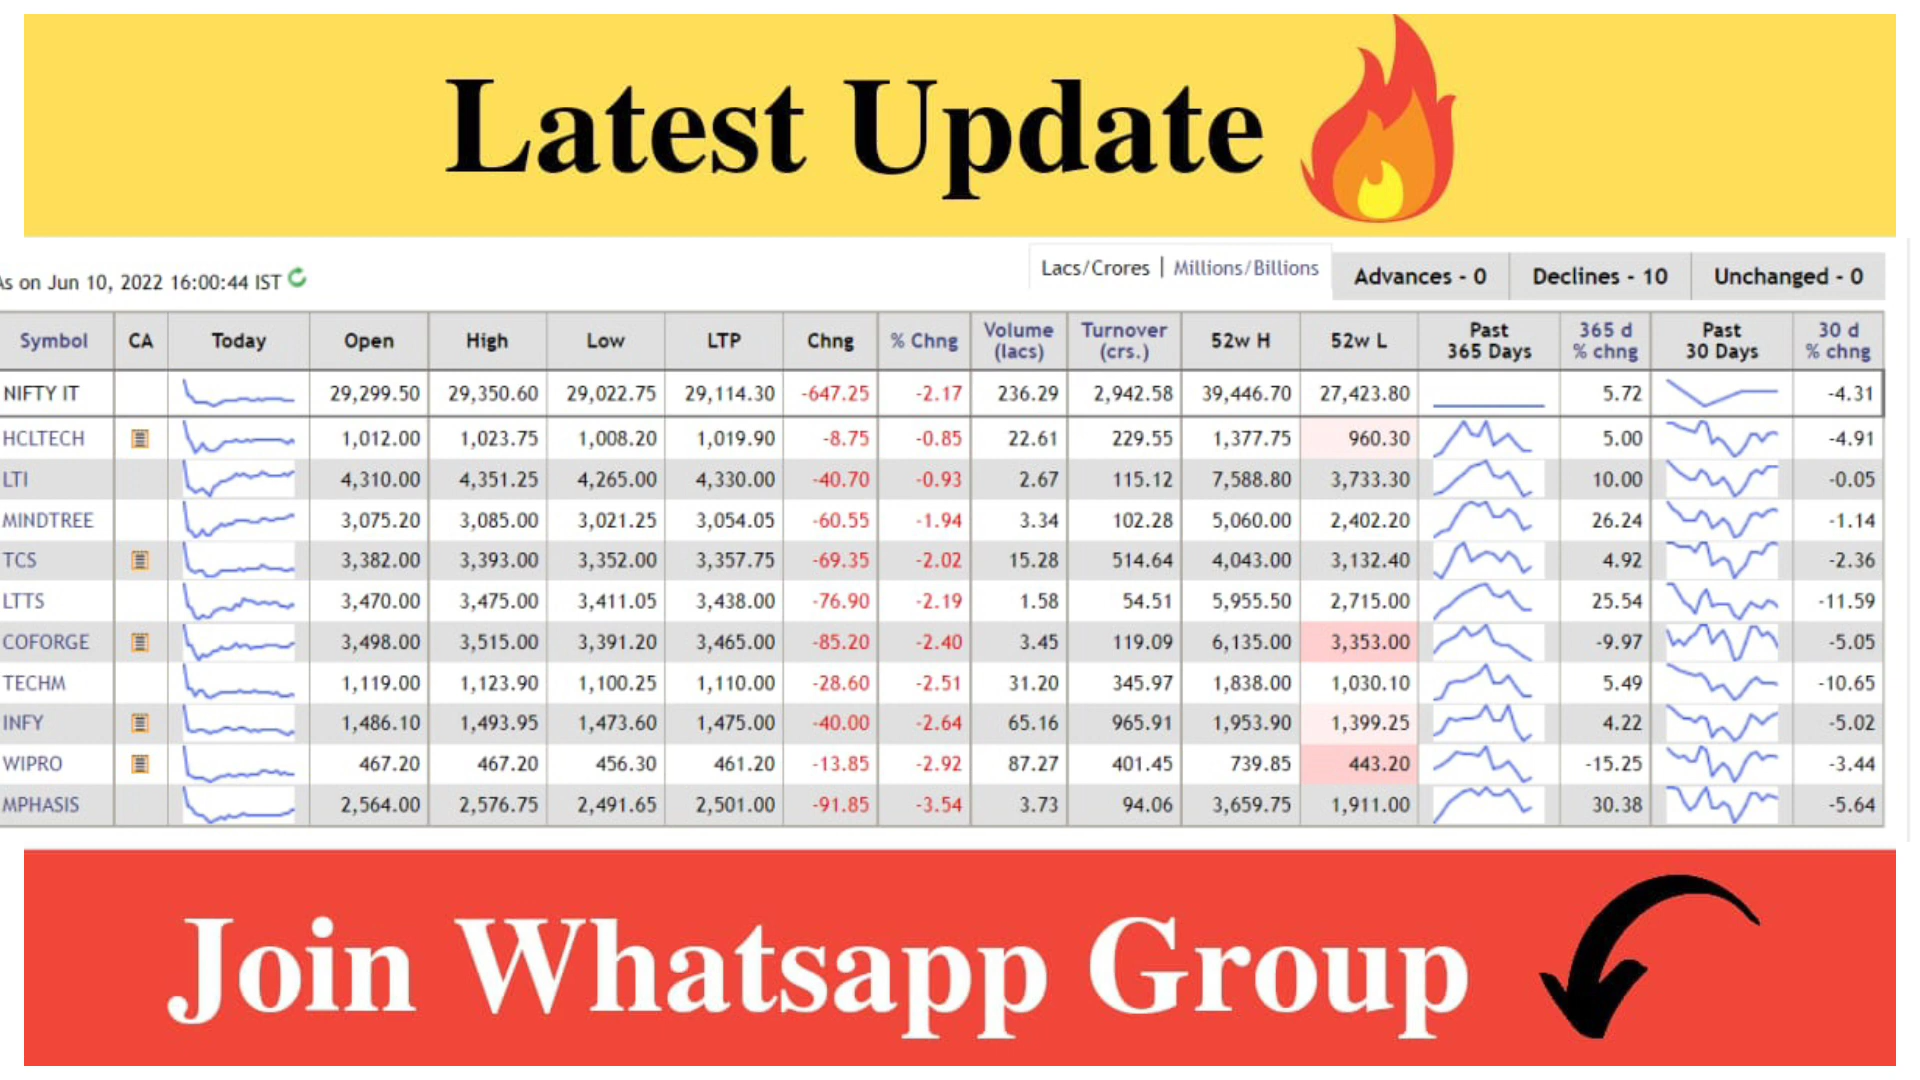 Latest Update
As on Jun 10, 2022 16:00:44 IST
Lacs/Crores | Millions/Billions
Advances - 0 Declines - 10 Unchanged - 0
Symbol CA Today Open High Low LTP Chng % Chng Volume (lacs) Turnover (crs.) 52w H 52w L Past 365 Days 365 d % chng Past 30 Days 30 d % chng
NIFTY IT 29,299.50 29,350.60 29,022.75 29,114.30 -647.25 -2.17 236.29 2,942.58 39,446.70 27,423.80 5.72 -4.31
HCLTECH 1,012.00 1,023.75 1,008.20 1,019.90 -8.75 -0.85 22.61 229.55 1,377.75 960.30 5.00 -4.91
LTI 4,310.00 4,351.25 4,265.00 4,330.00 -40.70 -0.93 2.67 115.12 7,588.80 3,733.30 10.00 -0.05
MINDTREE 3,075.20 3,085.00 3,021.25 3,054.05 -60.55 -1.94 3.34 102.28 5,060.00 2,402.20 26.24 -1.14
TCS 3,382.00 3,393.00 3,352.00 3,357.75 -69.35 -2.02 15.28 514.64 4,043.00 3,132.40 4.92 -2.36
LTTS 3,470.00 3,475.00 3,411.05 3,438.00 -76.90 -2.19 1.58 54.51 5,955.50 2,715.00 25.54 -11.59
COFORGE 3,498.00 3,515.00 3,391.20 3,465.00 -85.20 -2.40 3.45 119.09 6,135.00 3,353.00 -9.97 -5.05
TECHM 1,119.00 1,123.90 1,100.25 1,110.00 -28.60 -2.51 31.20 345.97 1,838.00 1,030.10 5.49 -10.65
INFY 1,486.10 1,493.95 1,473.60 1,475.00 -40.00 -2.64 65.16 965.91 1,953.90 1,399.25 4.22 -5.02
WIPRO 467.20 467.20 456.30 461.20 -13.85 -2.92 87.27 401.45 739.85 443.20 -15.25 -3.44
MPHASIS 2,564.00 2,576.75 2,491.65 2,501.00 -91.85 -3.54 3.73 94.06 3,659.75 1,911.00 30.38 -5.64
Join Whatsapp Group